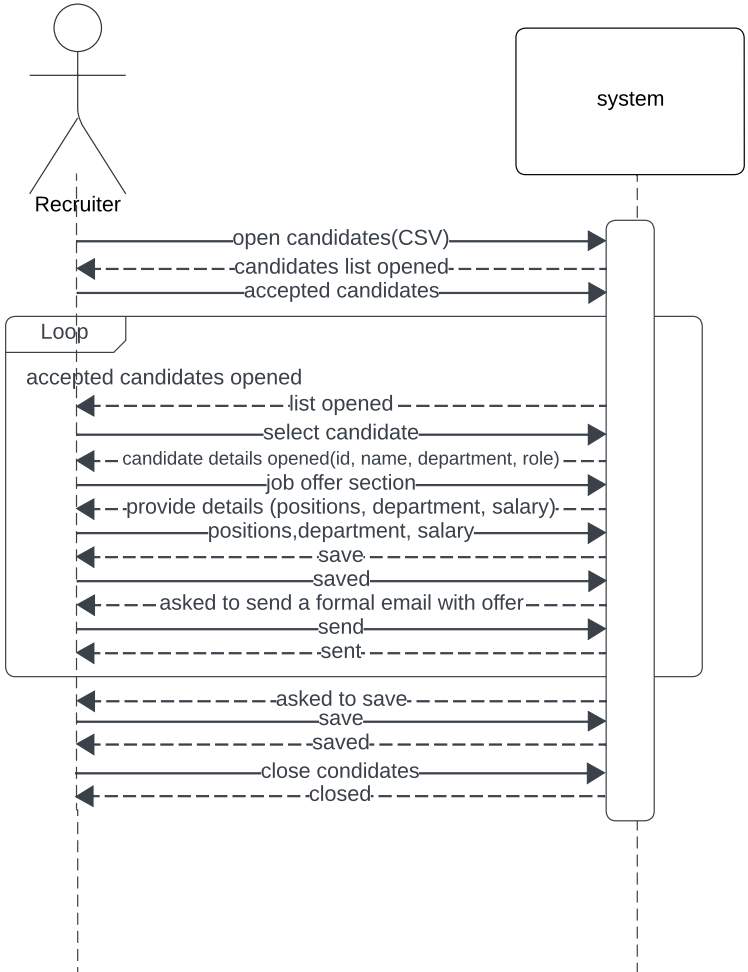 system
Recruiter
open candidates(CSV)
candidates list opened
accepted candidates
Loop
accepted candidates opened
list opened
select candidate
candidate details opened(id, name, department, role)
job offer section
provide details (positions, department, salary)
positions,department, salary
save
saved
asked to send a formal email with offer
send
sent
asked to save
save
saved
close condidates
closed